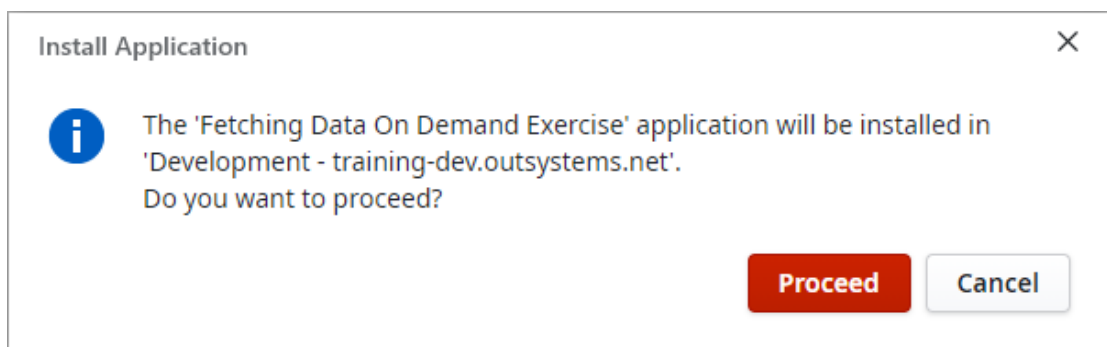 Install Application
The 'Fetching Data On Demand Exercise' application will be installed in
'Development - training-dev.outsystems.net'.
Do you want to proceed?
Proceed
Cancel